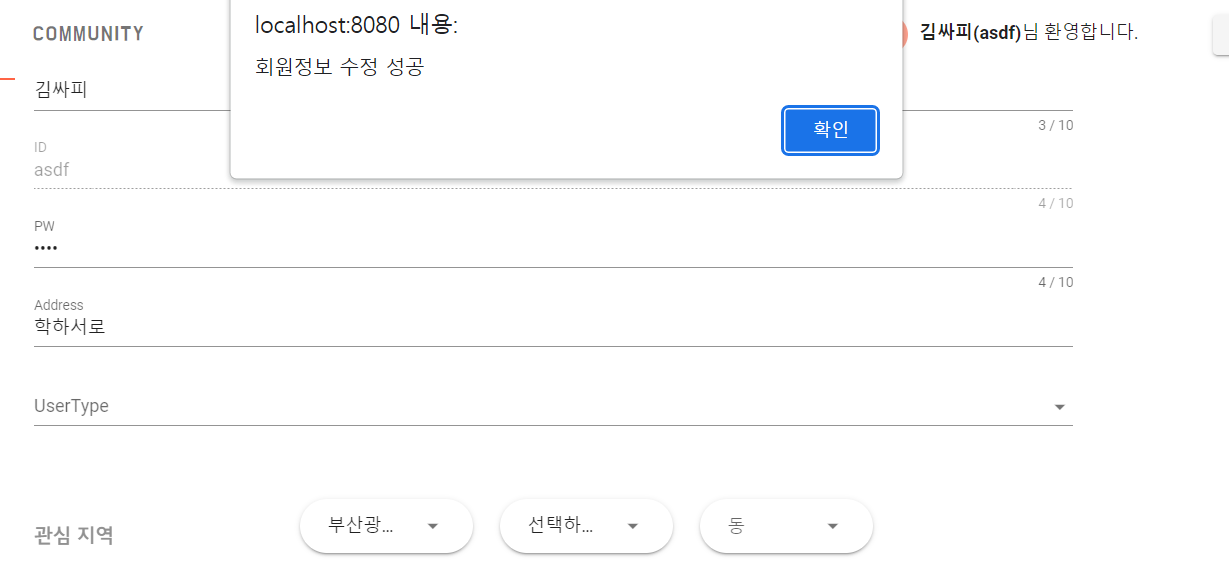 COMMUNITY
localhost:8080 내용:
회원정보 수정 성공
확인
김싸피(asdf)님 환영합니다.
김싸피
3 / 10
ID
asdf
4 / 10
PW
••••
4 / 10
Address
학하서로
UserType
관심 지역
부산광...
선택하...
동